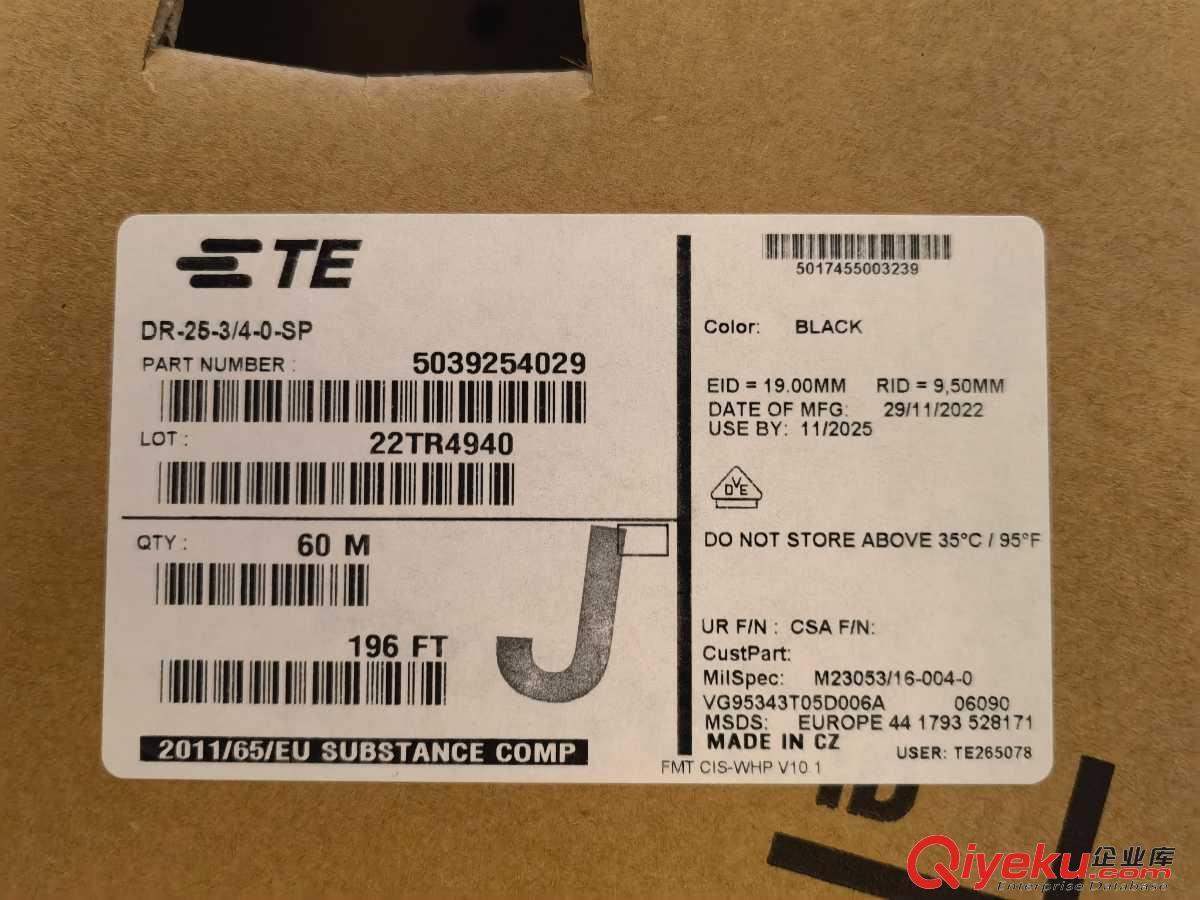 TE
DR-25-3/4-0-SP
PART NUMBER : 5039254029
LOT : 22TR4940
QTY : 60 M
196 FT
J
2011/65/EU SUBSTANCE COMP
5017455003239
Color: BLACK
EID = 19.00MM RID = 9,50MM
DATE OF MFG: 29/11/2022
USE BY: 11/2025
DVE
DO NOT STORE ABOVE 35°C / 95°F
UR F/N : CSA F/N:
CustPart:
MilSpec: M23053/16-004-0
VG95343T05D006A 06090
MSDS: EUROPE 44 1793 528171
MADE IN CZ
USER: TE265078
FMT CIS-WHP V10.1
Qiyeku企业库
.com
Enterprise Database